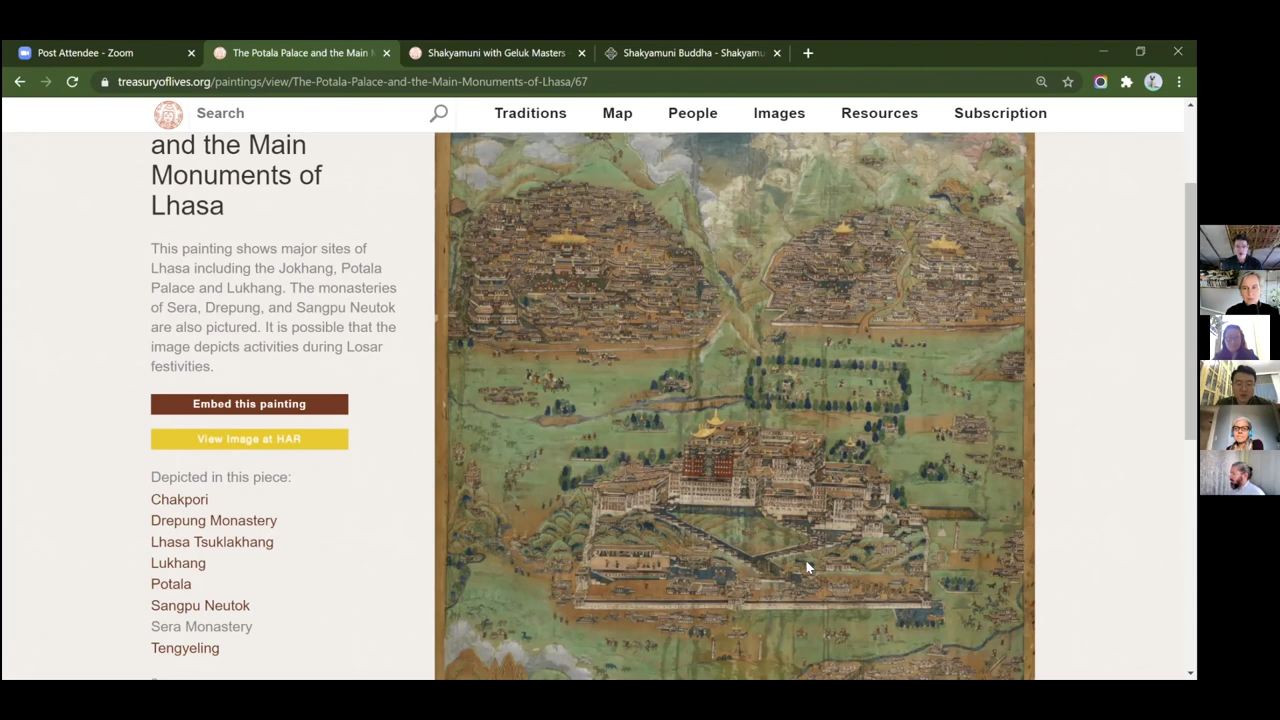 Post Attendee - Zoom
The Potala Palace and the Main M
Shakyamuni with Geluk Masters -
Shakyamuni Buddha - Shakyamu
treasuryoflives.org/paintings/view/The-Potala-Palace-and-the-Main-Monuments-of-Lhasa/67
Search
Traditions
Map
People
Images
Resources
Subscription
and the Main
Monuments of
Lhasa
This painting shows major sites of
Lhasa including the Jokhang, Potala
Palace and Lukhang. The monasteries
of Sera, Drepung, and Sangpu Neutok
are also pictured. It is possible that the
image depicts activities during Losar
festivities.
Embed this painting
View Image at HAR
Depicted in this piece:
Chakpori
Drepung Monastery
Lhasa Tsuklakhang
Lukhang
Potala
Sangpu Neutok
Sera Monastery
Tengyeling